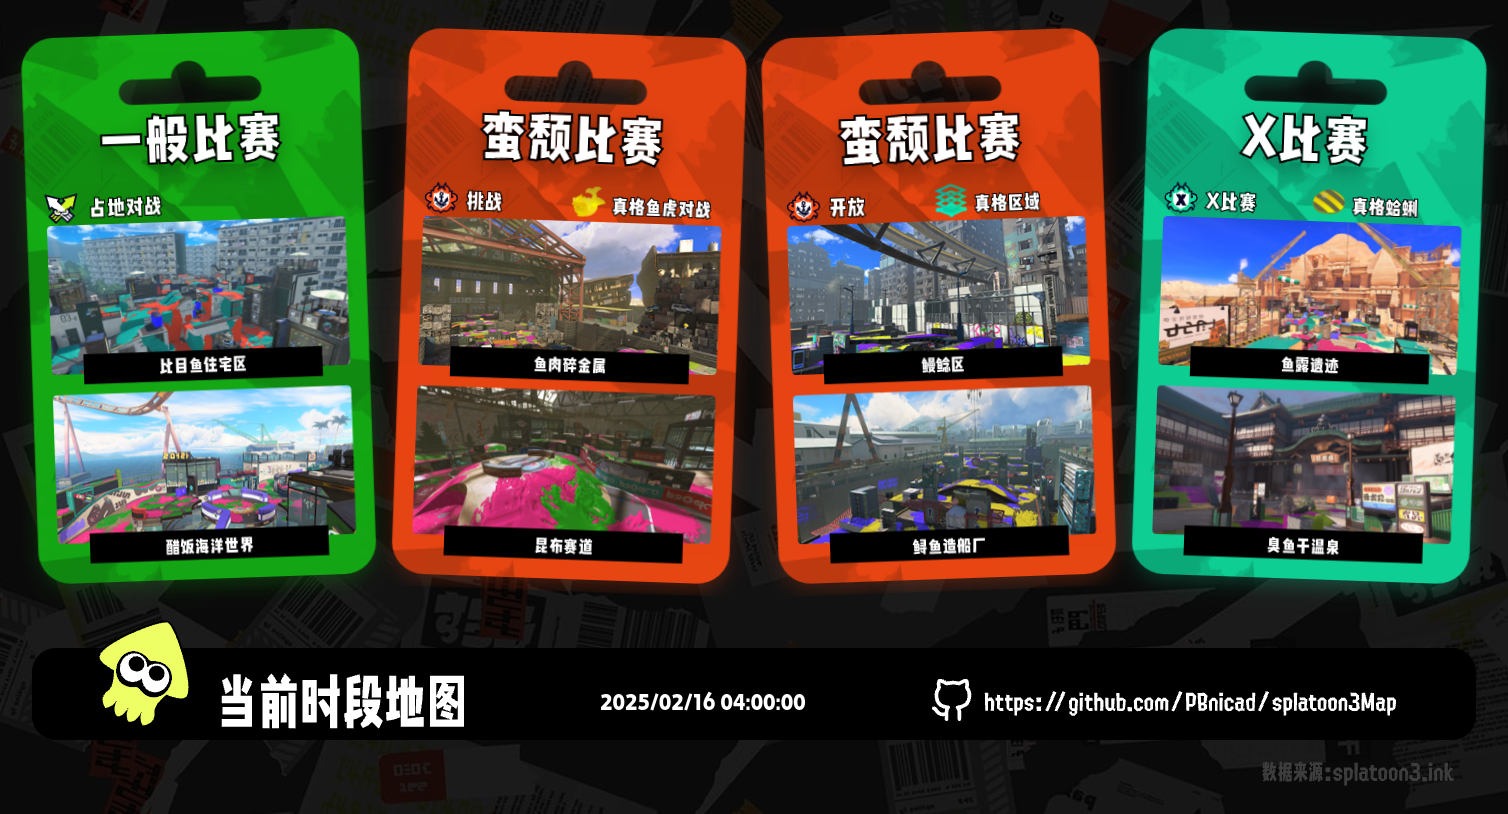 一般比赛
占地对战
比目鱼住宅区
醋饭海洋世界
蛮颓比赛
挑战
真格鱼虎对战
鱼肉碎金属
昆布赛道
蛮颓比赛
开放
真格区域
鳗鲶区
鲟鱼造船厂
X比赛
X比赛
真格蛤蜊
鱼露遗迹
臭鱼干温泉
当前时段地图
2025/02/16 04:00:00
https://github.com/PBnicad/splatoon3Map
数据来源:splatoon3.ink